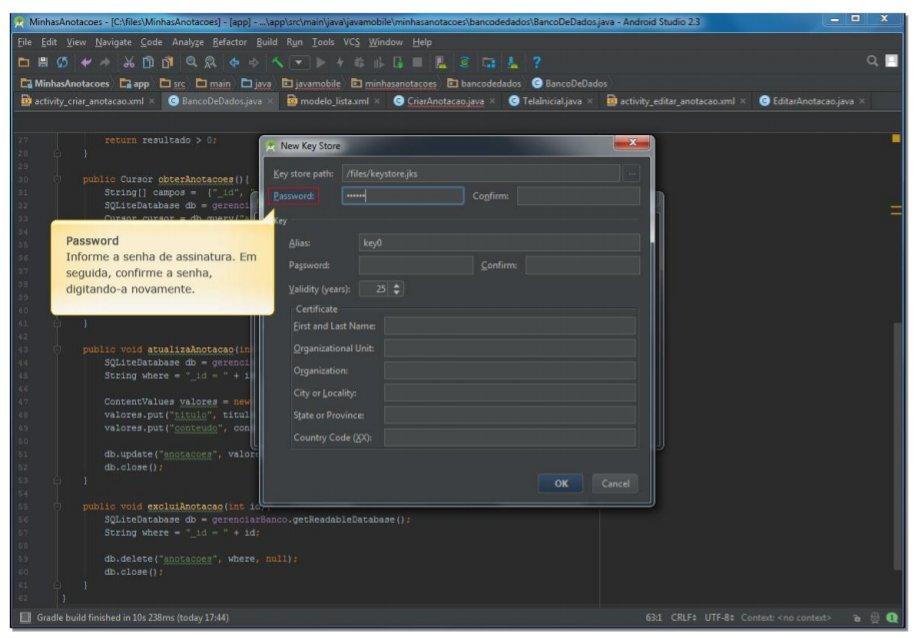 MinhasAnotacoes - [C:\files\MinhasAnotacoes] - [app] - ...\app\src\main\java\javamobile\minhasanotacoes\bancodedados\BancoDeDados.java - Android Studio 2.3
File Edit View Navigate Code Analyze Refactor Build Run Tools VCS Window Help
MinhasAnotacoes app src main java javamobile minhasanotacoes bancodedados BancoDeDados
activity_criar_anotacao.xml BancoDeDados.java modelo_lista.xml CriarAnotacao.java TelaInicial.java activity_editar_anotacao.xml EditarAnotacao.java
27 return resultado > 0;
28 }
29
30 public Cursor obterAnotacoes(){
31 String[] campos = {"_id",
32 SQLiteDatabase db = gerenci
33 Cursor cursor = db.query(
34
35
36
37
38
39
40
41 }
42
43 public void atualizaAnotacao(in
44 SQLiteDatabase db = gerenci
45 String where = "_id = " + i
46
47 ContentValues valores = new
48 valores.put("titulo", titul
49 valores.put("conteudo", con
50
51 db.update("anotacoes", valor
52 db.close();
53 }
54
55 public void excluiAnotacao(int id)
56 SQLiteDatabase db = gerenciarBanco.getReadableDatabase();
57 String where = "_id = " + id;
58
59 db.delete("anotacoes", where, null);
60 db.close();
61 }
62 }
New Key Store
Key store path: /files/keystore.jks ...
Password: •••••• Confirm:
Key
Alias: key0
Password: Confirm:
Validity (years): 25
Certificate
First and Last Name:
Organizational Unit:
Organization:
City or Locality:
State or Province:
Country Code (XX):
OK Cancel
Password
Informe a senha de assinatura. Em
seguida, confirme a senha,
digitando-a novamente.
Gradle build finished in 10s 238ms (today 17:44) 63:1 CRLF UTF-8 Context: <no context> 1